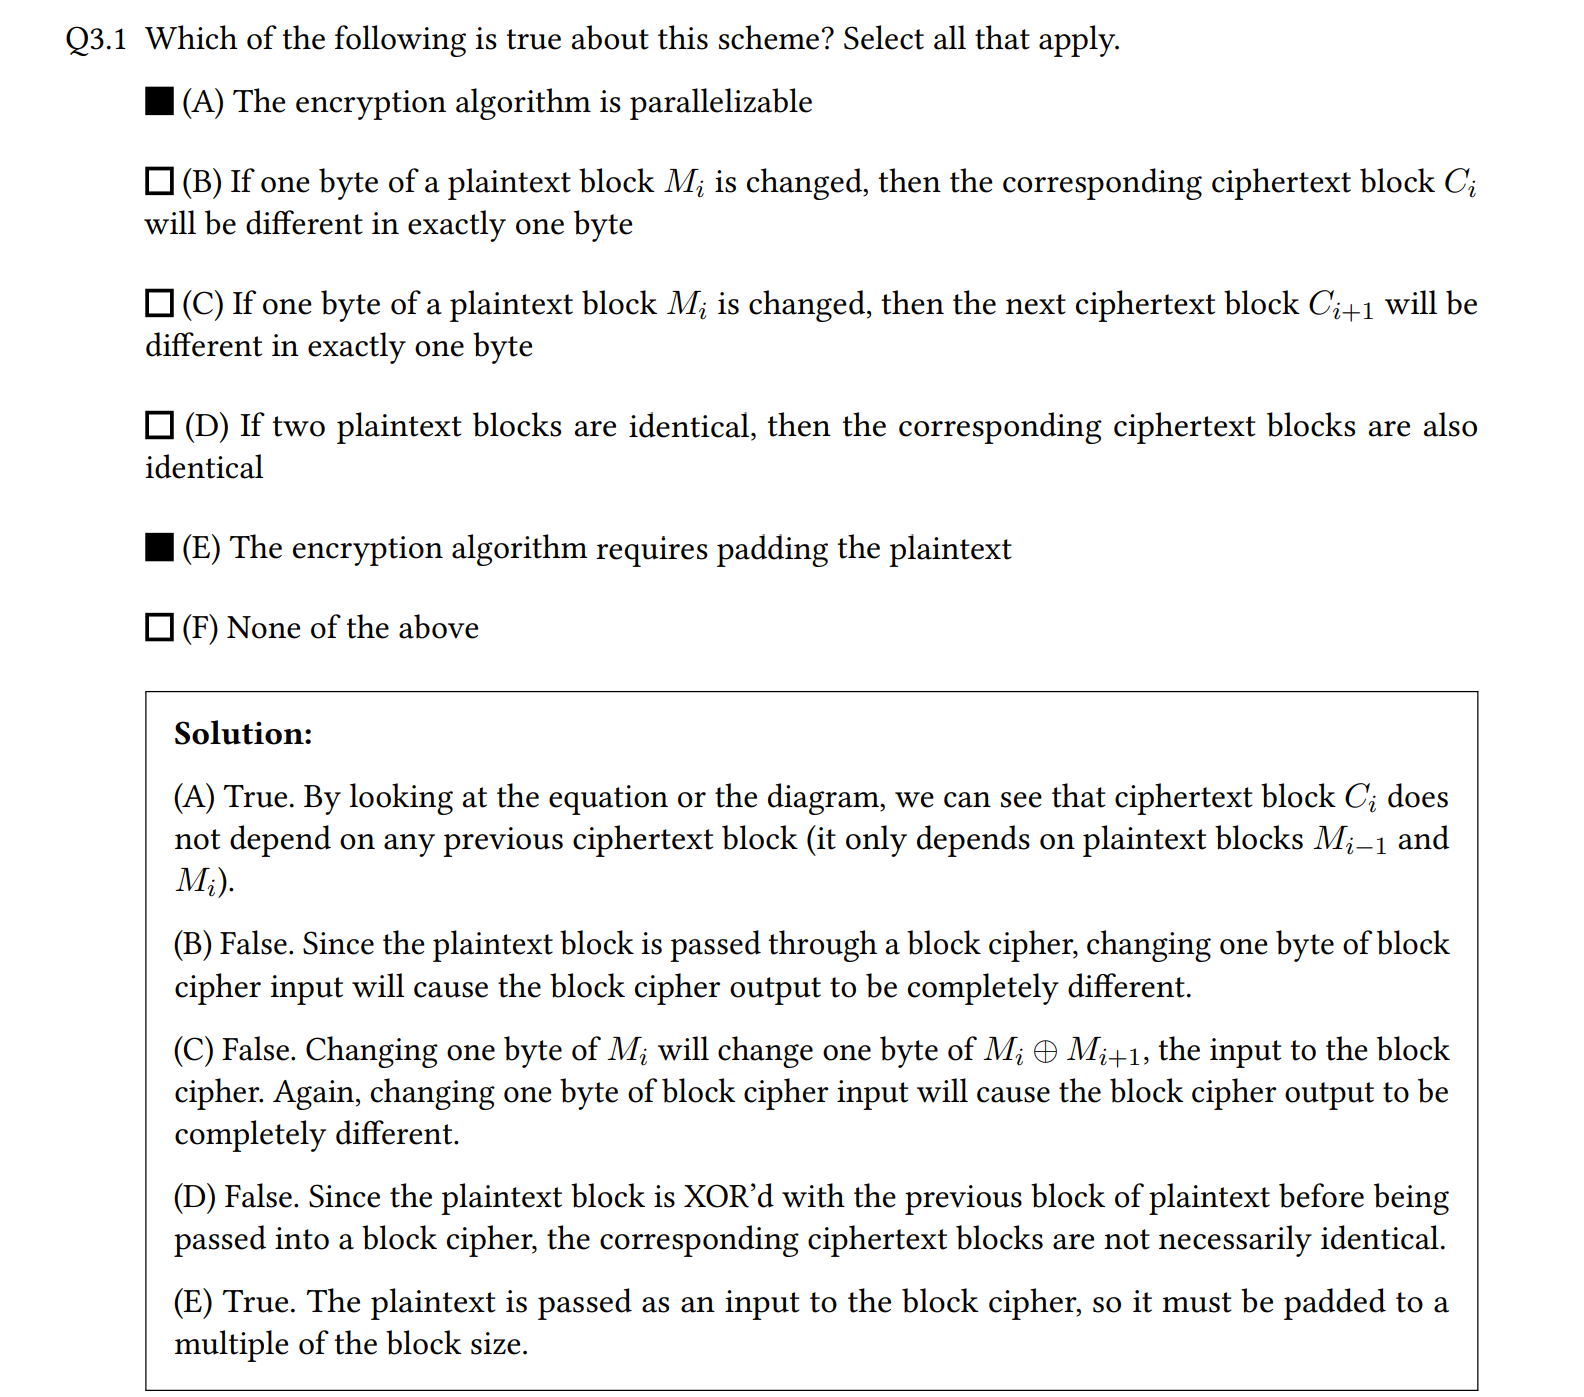 Q3.1 Which of the following is true about this scheme? Select all that apply.
■ (A) The encryption algorithm is parallelizable
□ (B) If one byte of a plaintext block Mᵢ is changed, then the corresponding ciphertext block Cᵢ
will be different in exactly one byte
□ (C) If one byte of a plaintext block Mᵢ is changed, then the next ciphertext block Cᵢ₊₁ will be
different in exactly one byte
□ (D) If two plaintext blocks are identical, then the corresponding ciphertext blocks are also
identical
■ (E) The encryption algorithm requires padding the plaintext
□ (F) None of the above
Solution:
(A) True. By looking at the equation or the diagram, we can see that ciphertext block Cᵢ does
not depend on any previous ciphertext block (it only depends on plaintext blocks Mᵢ₋₁ and
Mᵢ).
(B) False. Since the plaintext block is passed through a block cipher, changing one byte of block
cipher input will cause the block cipher output to be completely different.
(C) False. Changing one byte of Mᵢ will change one byte of Mᵢ ⊕ Mᵢ₊₁, the input to the block
cipher. Again, changing one byte of block cipher input will cause the block cipher output to be
completely different.
(D) False. Since the plaintext block is XOR’d with the previous block of plaintext before being
passed into a block cipher, the corresponding ciphertext blocks are not necessarily identical.
(E) True. The plaintext is passed as an input to the block cipher, so it must be padded to a
multiple of the block size.